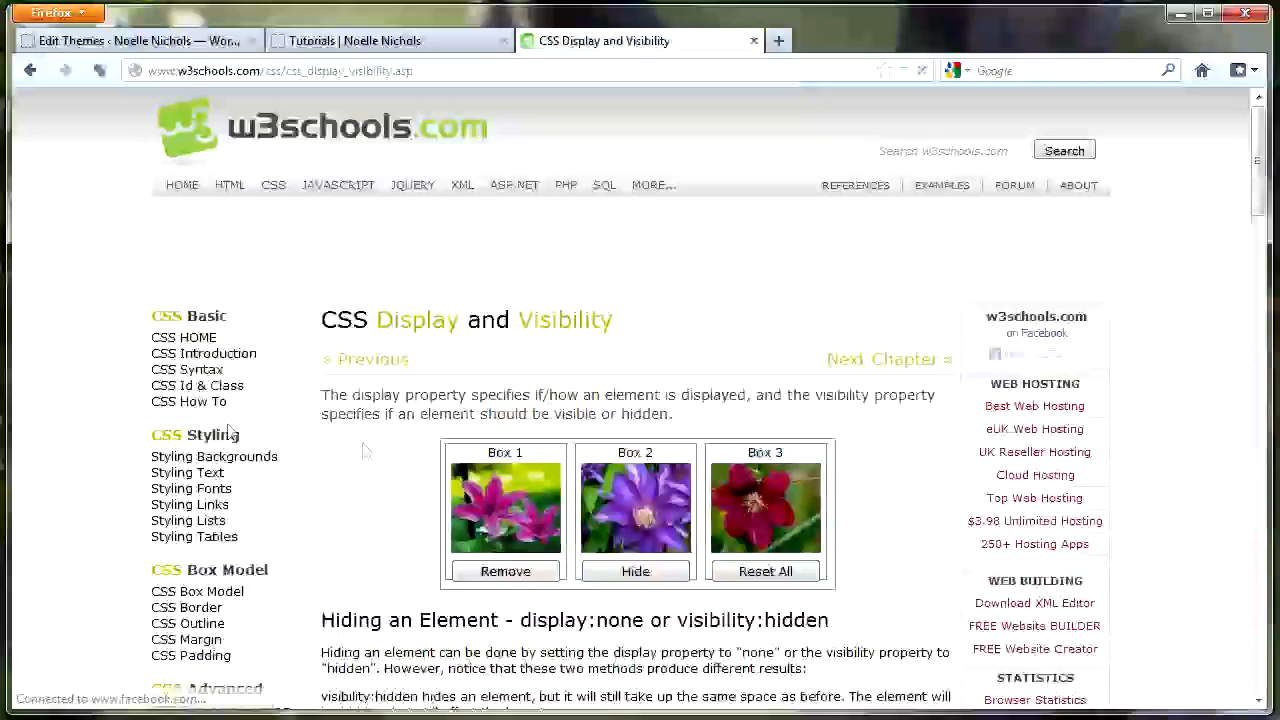 Firefox
Edit Themes ‹ Noelle Nichols — Wor...
Tutorials | Noelle Nichols
CSS Display and Visibility
www.w3schools.com/css/css_display_visibility.asp
Google
w3schools.com
Search w3schools.com
Search
HOME HTML CSS JAVASCRIPT JQUERY XML ASP.NET PHP SQL MORE...
REFERENCES EXAMPLES FORUM ABOUT
CSS Basic
CSS HOME
CSS Introduction
CSS Syntax
CSS Id & Class
CSS How To
CSS Styling
Styling Backgrounds
Styling Text
Styling Fonts
Styling Links
Styling Lists
Styling Tables
CSS Box Model
CSS Box Model
CSS Border
CSS Outline
CSS Margin
CSS Padding
CSS Advanced
Connected to www.facebook.com...
CSS Display and Visibility
« Previous
Next Chapter »
The display property specifies if/how an element is displayed, and the visibility property
specifies if an element should be visible or hidden.
Box 1
Box 2
Box 3
Remove
Hide
Reset All
Hiding an Element - display:none or visibility:hidden
Hiding an element can be done by setting the display property to "none" or the visibility property to
"hidden". However, notice that these two methods produce different results:
visibility:hidden hides an element, but it will still take up the same space as before. The element will
w3schools.com
on Facebook
WEB HOSTING
Best Web Hosting
eUK Web Hosting
UK Reseller Hosting
Cloud Hosting
Top Web Hosting
$3.98 Unlimited Hosting
250+ Hosting Apps
WEB BUILDING
Download XML Editor
FREE Website BUILDER
FREE Website Creator
STATISTICS
Browser Statistics